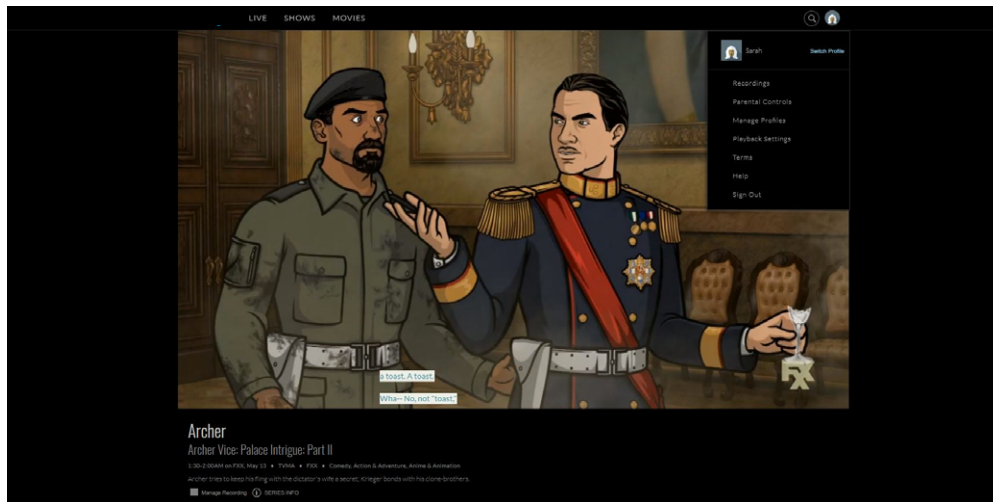 LIVE SHOWS MOVIES
Sarah Switch Profile
Recordings
Parental Controls
Manage Profiles
Playback Settings
Terms
Help
Sign Out
a toast. A toast.
Wha-- No, not "toast,"
FXX
Archer
Archer Vice: Palace Intrigue: Part II
1:30-2:00AM on FXX, May 13 • TVMA • FXX • Comedy, Action & Adventure, Anime & Animation
Archer tries to keep his fling with the dictator's wife a secret; Krieger bonds with his clone-brothers.
Manage Recording SERIES INFO